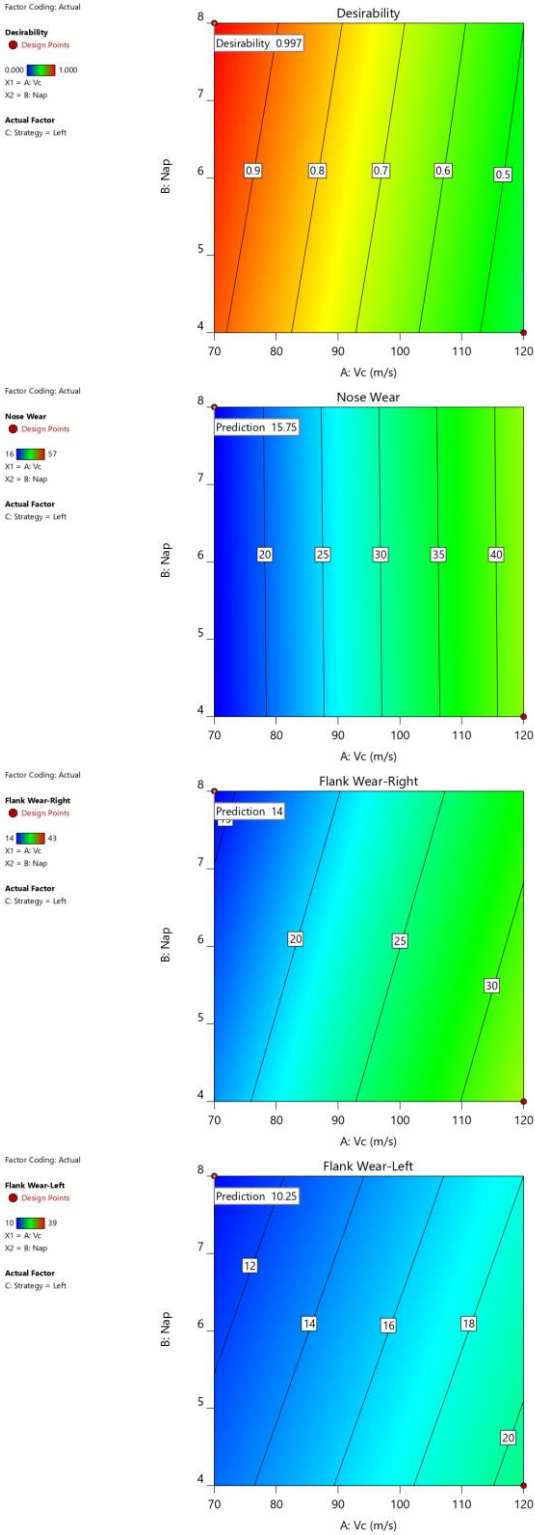 Factor Coding: Actual
Desirability
Design Points
0.000 1.000
X1 = A: Vc
X2 = B: Nap
Actual Factor
C: Strategy = Left
Desirability
Desirability 0.997
0.9
0.8
0.7
0.6
0.5
8
7
6
5
4
B: Nap
70 80 90 100 110 120
A: Vc (m/s)
Factor Coding: Actual
Nose Wear
Design Points
16 57
X1 = A: Vc
X2 = B: Nap
Actual Factor
C: Strategy = Left
Nose Wear
Prediction 15.75
20
25
30
35
40
8
7
6
5
4
B: Nap
70 80 90 100 110 120
A: Vc (m/s)
Factor Coding: Actual
Flank Wear-Right
Design Points
14 43
X1 = A: Vc
X2 = B: Nap
Actual Factor
C: Strategy = Left
Flank Wear-Right
Prediction 14
20
25
30
8
7
6
5
4
B: Nap
70 80 90 100 110 120
A: Vc (m/s)
Factor Coding: Actual
Flank Wear-Left
Design Points
10 39
X1 = A: Vc
X2 = B: Nap
Actual Factor
C: Strategy = Left
Flank Wear-Left
Prediction 10.25
12
14
16
18
20
8
7
6
5
4
B: Nap
70 80 90 100 110 120
A: Vc (m/s)